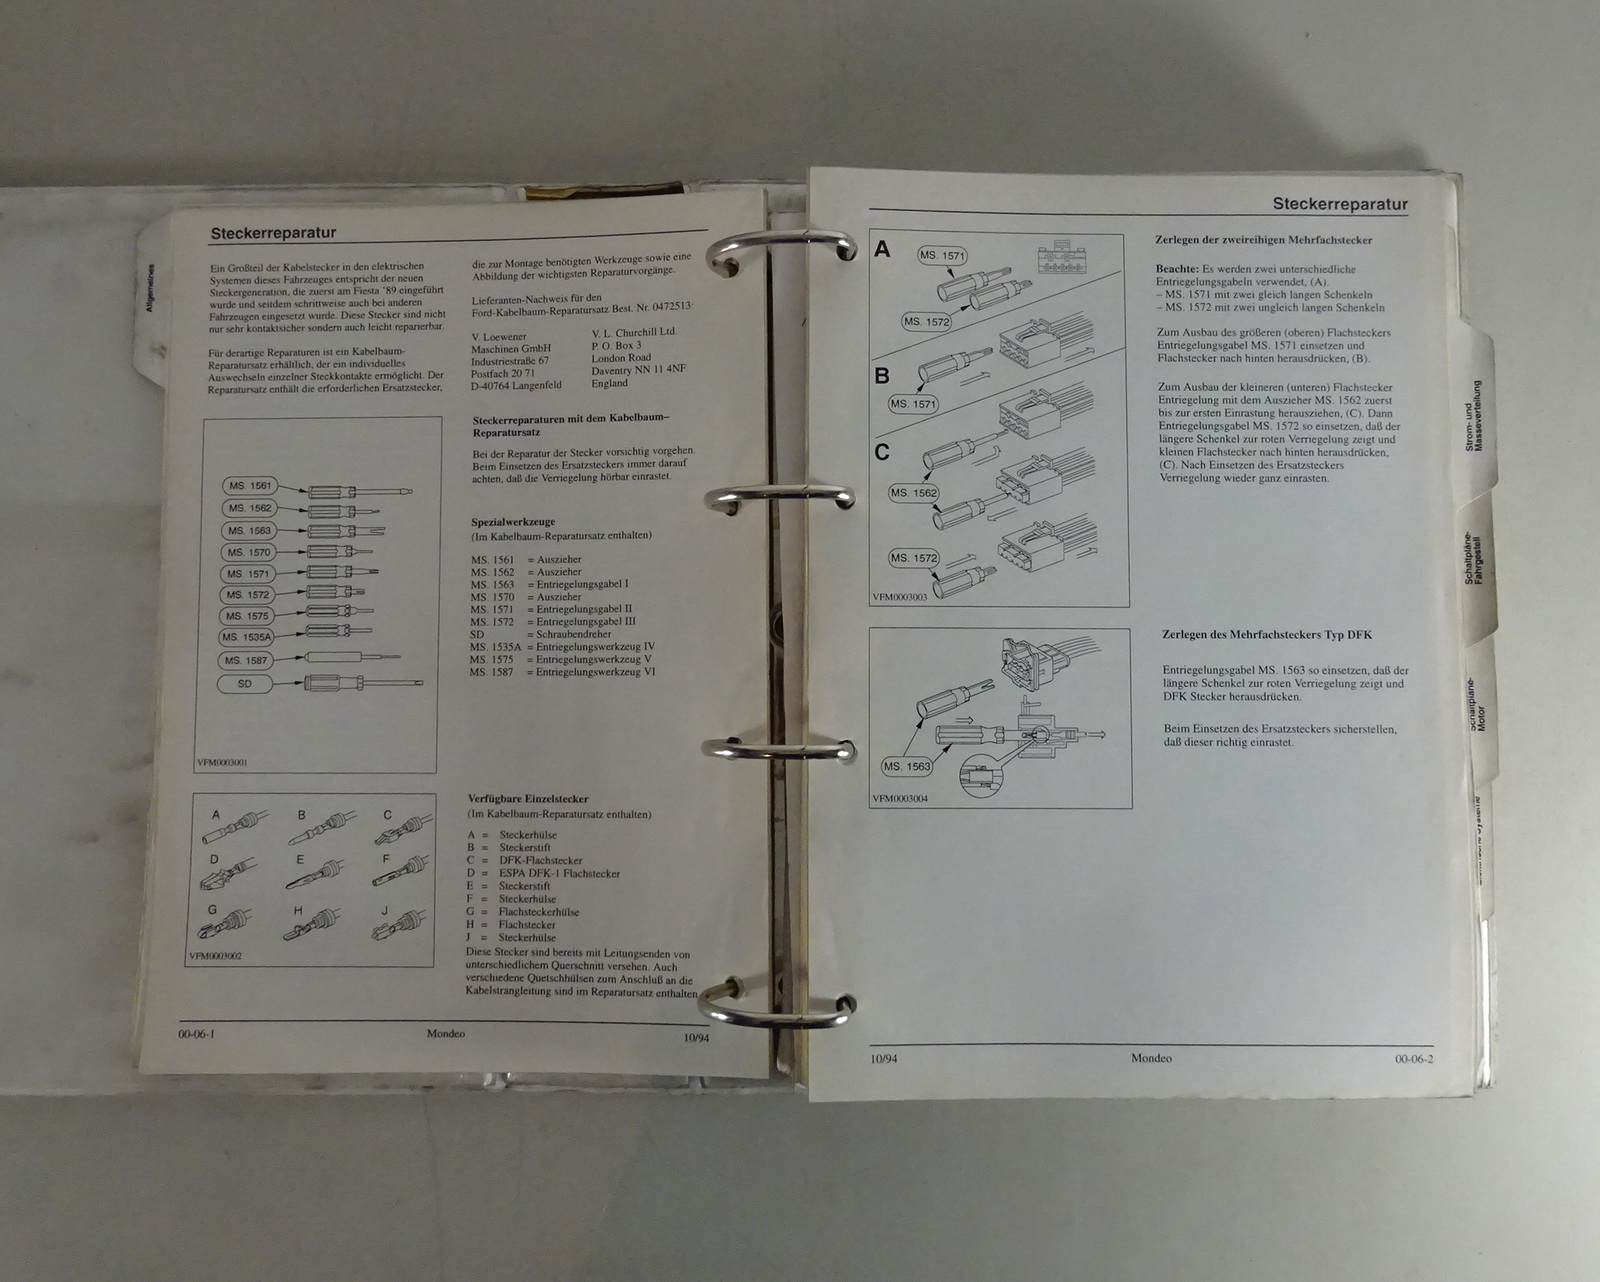 Allgemeines
Steckerreparatur
Ein Großteil der Kabelstecker in den elektrischen
Systemen dieses Fahrzeuges entspricht der neuen
Steckergeneration, die zuerst am Fiesta '89 eingeführt
wurde und seitdem schrittweise auch bei anderen
Fahrzeugen eingesetzt wurde. Diese Stecker sind nicht
nur sehr kontaktsicher sondern auch leicht reparierbar.
Für derartige Reparaturen ist ein Kabelbaum-
Reparatursatz erhältlich, der ein individuelles
Auswechseln einzelner Steckkontakte ermöglicht. Der
Reparatursatz enthält die erforderlichen Ersatzstecker,
die zur Montage benötigten Werkzeuge sowie eine
Abbildung der wichtigsten Reparaturvorgänge.
Lieferanten-Nachweis für den
Ford-Kabelbaum-Reparatursatz Best. Nr. 0472513:
V. Loewener
Maschinen GmbH
Industriestraße 67
Postfach 20 71
D-40764 Langenfeld
V. L. Churchill Ltd.
P. O. Box 3
London Road
Daventry NN 11 4NF
England
MS. 1561
MS. 1562
MS. 1563
MS. 1570
MS 1571
MS. 1572
MS. 1575
MS. 1535A
MS. 1587
SD
VFM0003001
Steckerreparaturen mit dem Kabelbaum–
Reparatursatz
Bei der Reparatur der Stecker vorsichtig vorgehen.
Beim Einsetzen des Ersatzsteckers immer darauf
achten, daß die Verriegelung hörbar einrastet.
Spezialwerkzeuge
(Im Kabelbaum-Reparatursatz enthalten)
MS. 1561 = Auszieher
MS. 1562 = Auszieher
MS. 1563 = Entriegelungsgabel I
MS. 1570 = Auszieher
MS. 1571 = Entriegelungsgabel II
MS. 1572 = Entriegelungsgabel III
SD = Schraubendreher
MS. 1535A = Entriegelungswerkzeug IV
MS. 1575 = Entriegelungswerkzeug V
MS. 1587 = Entriegelungswerkzeug VI
A B C
D E F
G H J
VFM0003002
Verfügbare Einzelstecker
(Im Kabelbaum-Reparatursatz enthalten)
A = Steckerhülse
B = Steckerstift
C = DFK-Flachstecker
D = ESPA DFK-1 Flachstecker
E = Steckerstift
F = Steckerhülse
G = Flachsteckerhülse
H = Flachstecker
J = Steckerhülse
Diese Stecker sind bereits mit Leitungsenden von
unterschiedlichem Querschnitt versehen. Auch
verschiedene Quetschhülsen zum Anschluß an die
Kabelstrangleitung sind im Reparatursatz enthalten
00-06-1 Mondeo 10/94
Steckerreparatur
A
MS. 1571
MS. 1572
B
MS. 1571
C
MS. 1562
MS. 1572
VFM0003003
Zerlegen der zweireihigen Mehrfachstecker
Beachte: Es werden zwei unterschiedliche
Entriegelungsgabeln verwendet, (A).
– MS. 1571 mit zwei gleich langen Schenkeln
– MS. 1572 mit zwei ungleich langen Schenkeln
Zum Ausbau des größeren (oberen) Flachsteckers
Entriegelungsgabel MS. 1571 einsetzen und
Flachstecker nach hinten herausdrücken, (B).
Zum Ausbau der kleineren (unteren) Flachstecker
Entriegelung mit dem Auszieher MS. 1562 zuerst
bis zur ersten Einrastung herausziehen, (C). Dann
Entriegelungsgabel MS. 1572 so einsetzen, daß der
längere Schenkel zur roten Verriegelung zeigt und
kleinen Flachstecker nach hinten herausdrücken,
(C). Nach Einsetzen des Ersatzsteckers
Verriegelung wieder ganz einrasten.
MS. 1563
VFM0003004
Zerlegen des Mehrfachsteckers Typ DFK
Entriegelungsgabel MS. 1563 so einsetzen, daß der
längere Schenkel zur roten Verriegelung zeigt und
DFK Stecker herausdrücken.
Beim Einsetzen des Ersatzsteckers sicherstellen,
daß dieser richtig einrastet.
10/94 Mondeo 00-06-2
Strom- und
Masseverteilung
Schaltpläne-
Fahrgestell
Schaltpläne-
Motor